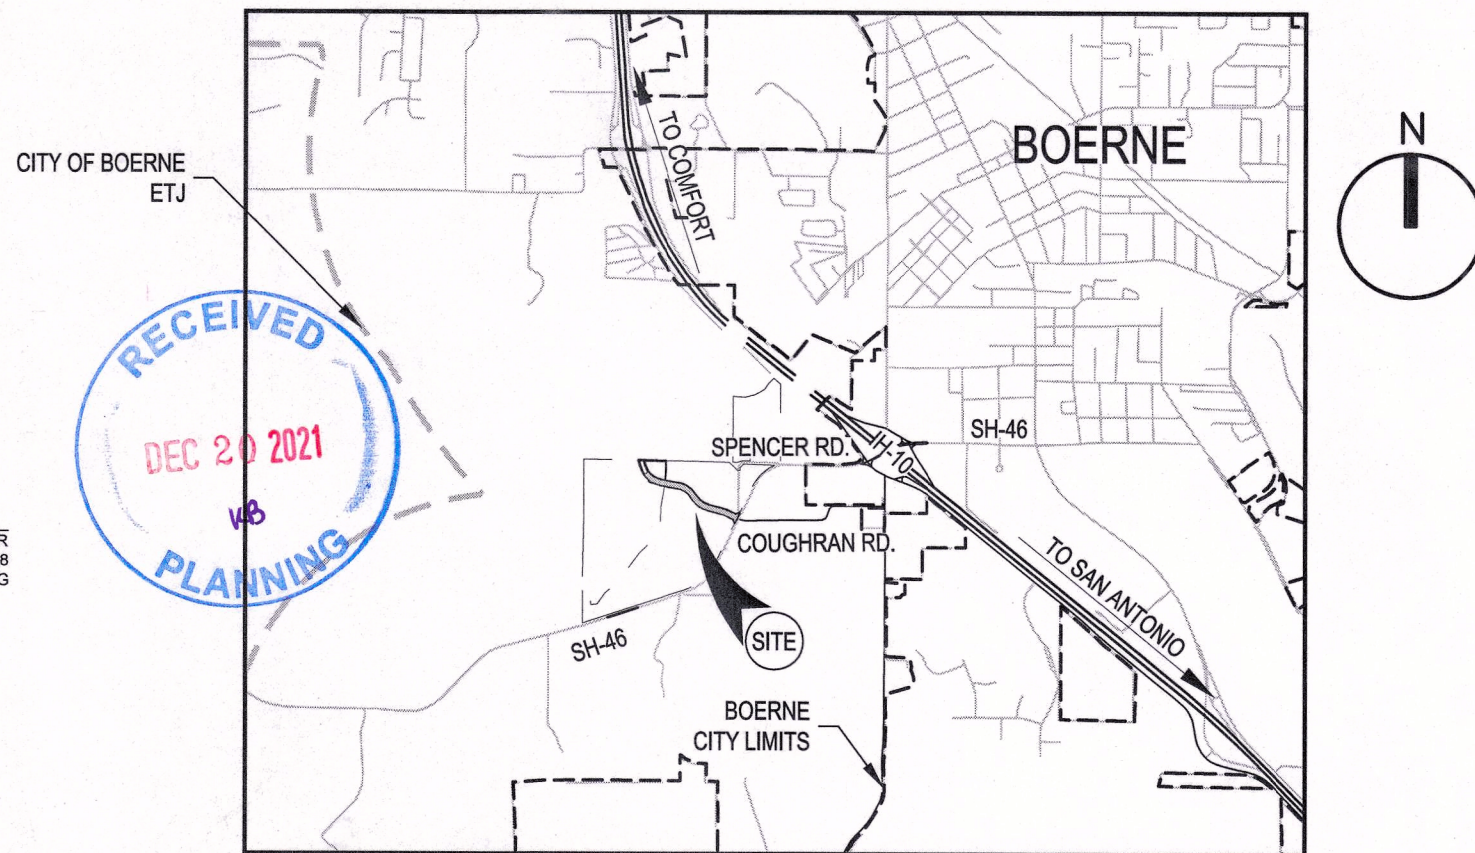 N
BOERNE
TO COMFORT
CITY OF BOERNE
ETJ
RECEIVED
DEC 20 2021
KB
PLANNING
R
8
G
SPENCER RD.
IH-10
SH-46
COUGHRAN RD.
TO SAN ANTONIO
SH-46
SITE
BOERNE
CITY LIMITS